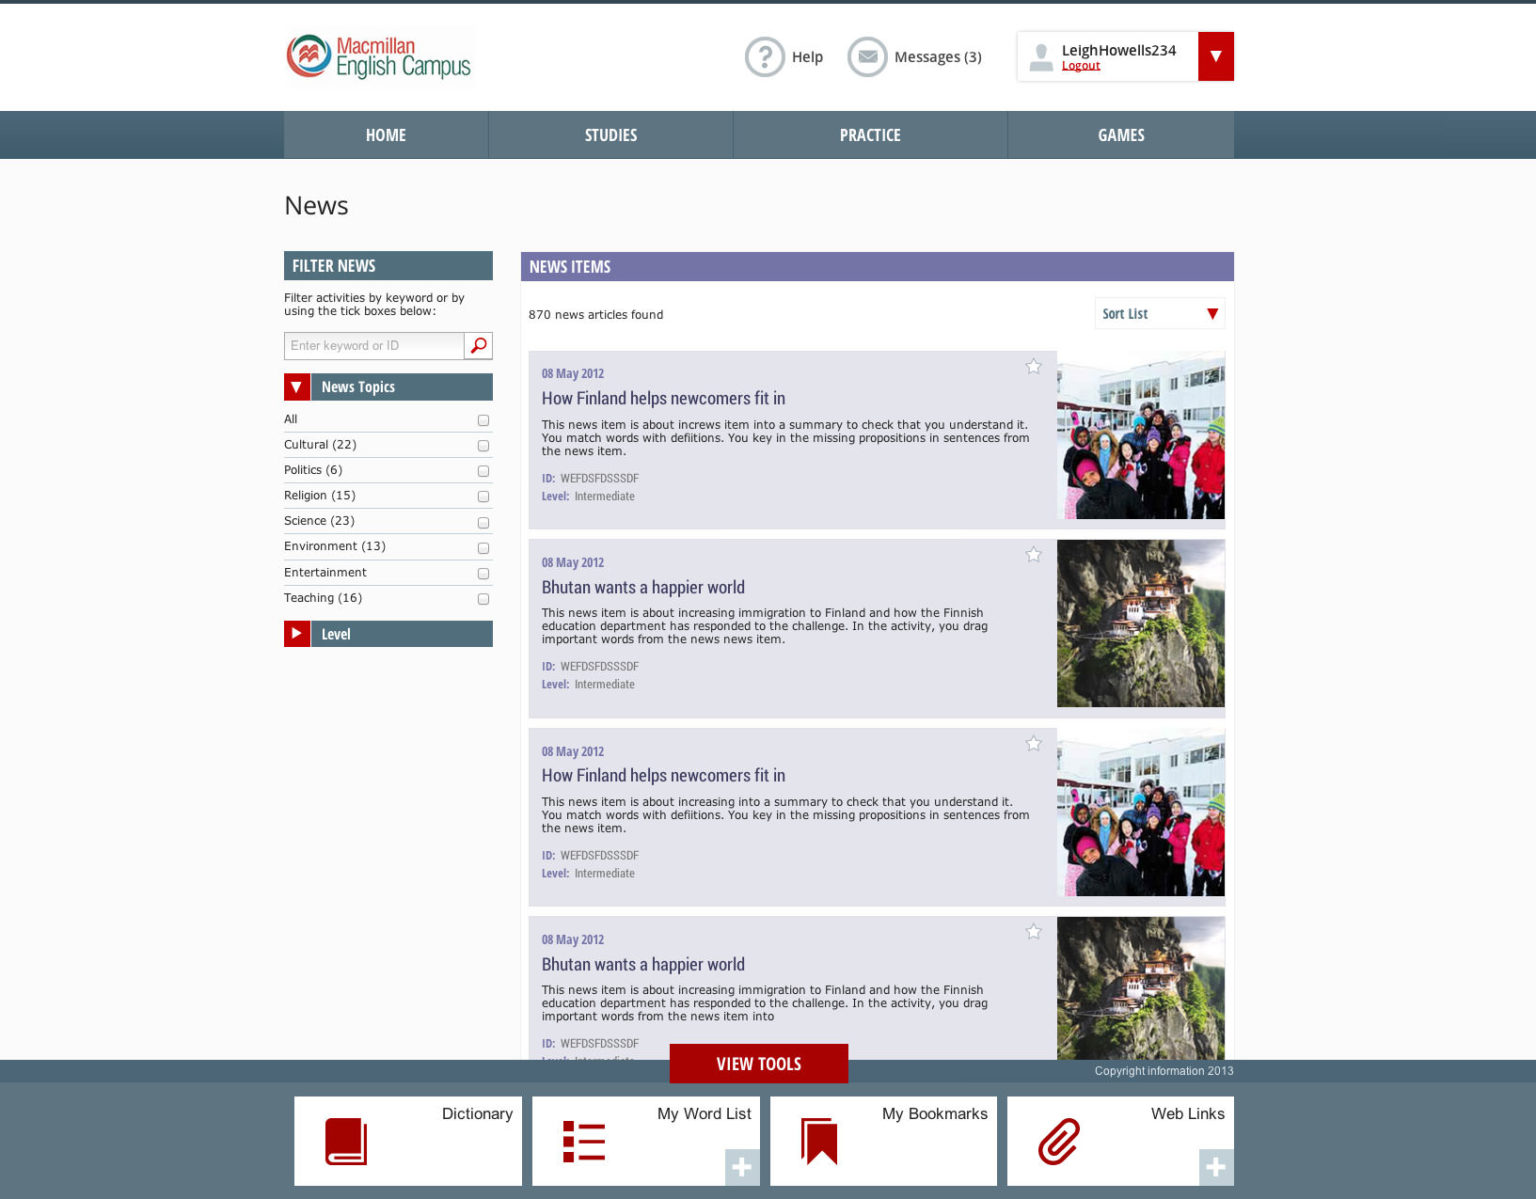 Macmillan
English Campus
Help
Messages (3)
LeighHowells234
Logout
HOME
STUDIES
PRACTICE
GAMES
News
FILTER NEWS
Filter activities by keyword or by
using the tick boxes below:
Enter keyword or ID
News Topics
All
Cultural (22)
Politics (6)
Religion (15)
Science (23)
Environment (13)
Entertainment
Teaching (16)
Level
NEWS ITEMS
870 news articles found
Sort List
08 May 2012
How Finland helps newcomers fit in
This news item is about increws item into a summary to check that you understand it.
You match words with defiitions. You key in the missing propositions in sentences from
the news item.
ID: WEFDSFDSSSDF
Level: Intermediate
08 May 2012
Bhutan wants a happier world
This news item is about increasing immigration to Finland and how the Finnish
education department has responded to the challenge. In the activity, you drag
important words from the news news item.
ID: WEFDSFDSSSDF
Level: Intermediate
08 May 2012
How Finland helps newcomers fit in
This news item is about increasing into a summary to check that you understand it.
You match words with defiitions. You key in the missing propositions in sentences from
the news item.
ID: WEFDSFDSSSDF
Level: Intermediate
08 May 2012
Bhutan wants a happier world
This news item is about increasing immigration to Finland and how the Finnish
education department has responded to the challenge. In the activity, you drag
important words from the news item into
ID: WEFDSFDSSSDF
Level: Intermediate
VIEW TOOLS
Copyright information 2013
Dictionary
My Word List
My Bookmarks
Web Links